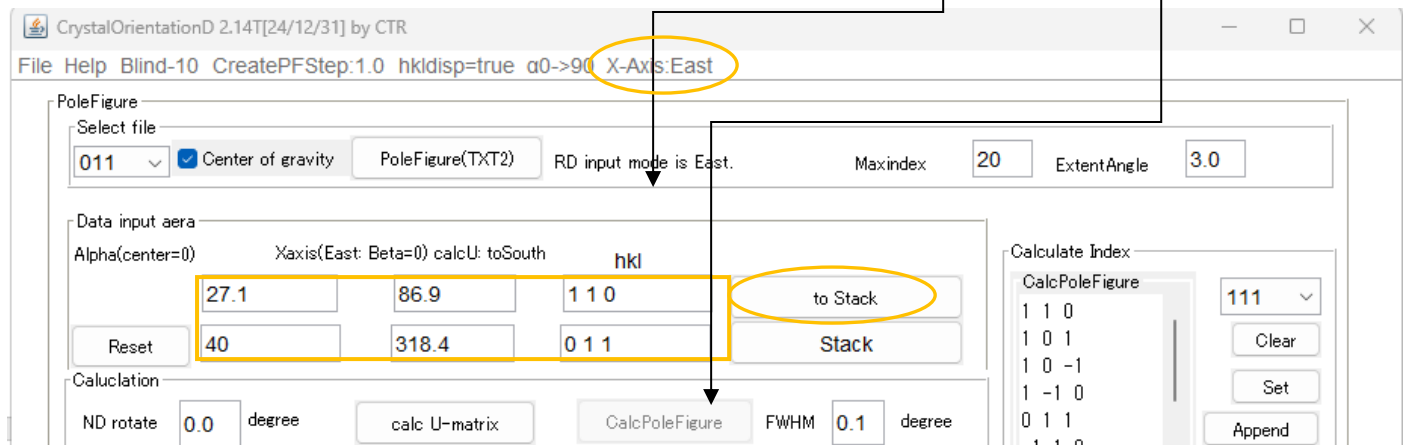 CrystalOrientationD 2.14T[24/12/31] by CTR
File Help Blind-10 CreatePFStep:1.0 hkldisp=true α0->90 X-Axis:East
PoleFigure
Select file
011 Center of gravity PoleFigure(TXT2) RD input mode is East. Maxindex 20 ExtentAngle 3.0
Data input aera
Alpha(center=0) Xaxis(East: Beta=0) calcU: toSouth hkl
27.1 86.9 1 1 0 to Stack
Reset 40 318.4 0 1 1 Stack
Caluclation
ND rotate 0.0 degree calc U-matrix CalcPoleFigure FWHM 0.1 degree
Calculate Index
CalcPoleFigure
1 1 0
1 0 1
1 0 -1
1 -1 0
0 1 1
111
Clear
Set
Append